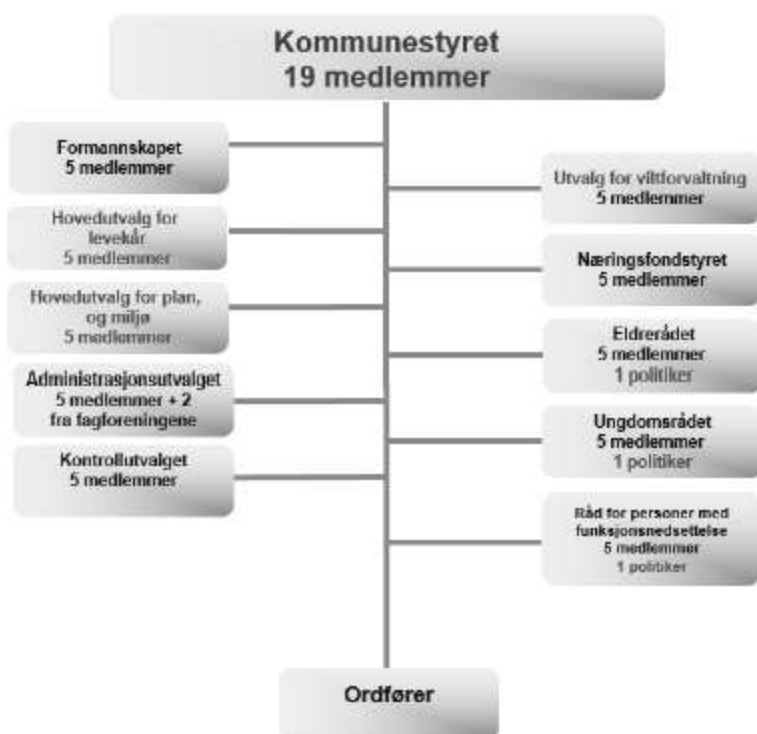 Kommunestyret
19 medlemmer
Formannskapet
5 medlemmer
Hovedutvalg for
levekår
5 medlemmer
Hovedutvalg for plan,
og miljø
5 medlemmer
Administrasjonsutvalget
5 medlemmer + 2
fra fagforeningene
Kontrollutvalget
5 medlemmer
Utvalg for viltforvaltning
5 medlemmer
Næringsfondstyret
5 medlemmer
Eldrerådet
5 medlemmer
1 politiker
Ungdomsrådet
5 medlemmer
1 politiker
Råd for personer med
funksjonsnedsettelse
5 medlemmer
1 politiker
Ordfører